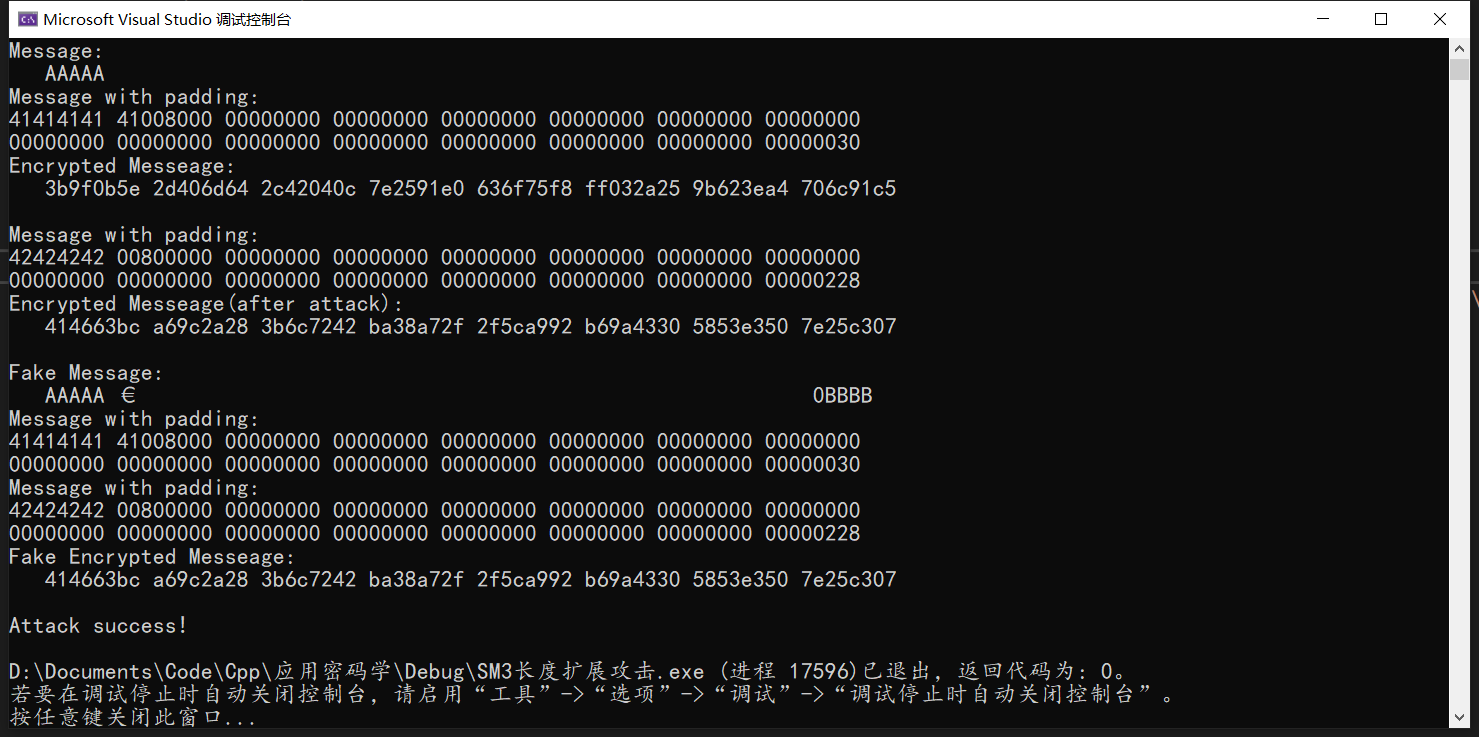 Microsoft Visual Studio 调试控制台
Message:
AAAAA
Message with padding:
41414141 41008000 00000000 00000000 00000000 00000000 00000000 00000000
00000000 00000000 00000000 00000000 00000000 00000000 00000000 00000030
Encrypted Messeage:
3b9f0b5e 2d406d64 2c42040c 7e2591e0 636f75f8 ff032a25 9b623ea4 706c91c5
Message with padding:
42424242 00800000 00000000 00000000 00000000 00000000 00000000 00000000
00000000 00000000 00000000 00000000 00000000 00000000 00000000 00000228
Encrypted Messeage(after attack):
414663bc a69c2a28 3b6c7242 ba38a72f 2f5ca992 b69a4330 5853e350 7e25c307
Fake Message:
AAAAA € 0BBBB
Message with padding:
41414141 41008000 00000000 00000000 00000000 00000000 00000000 00000000
00000000 00000000 00000000 00000000 00000000 00000000 00000000 00000030
Message with padding:
42424242 00800000 00000000 00000000 00000000 00000000 00000000 00000000
00000000 00000000 00000000 00000000 00000000 00000000 00000000 00000228
Fake Encrypted Messeage:
414663bc a69c2a28 3b6c7242 ba38a72f 2f5ca992 b69a4330 5853e350 7e25c307
Attack success!
D:\Documents\Code\Cpp\应用密码学\Debug\SM3长度扩展攻击.exe (进程 17596)已退出，返回代码为: 0。
若要在调试停止时自动关闭控制台，请启用“工具”->“选项”->“调试”->“调试停止时自动关闭控制台”。
按任意键关闭此窗口...